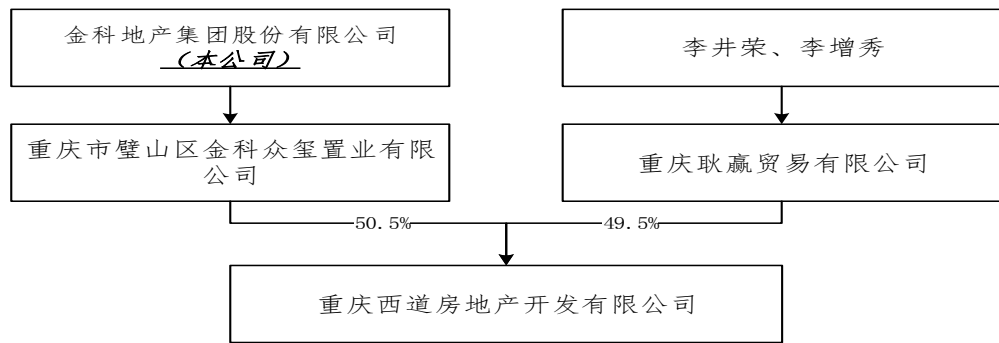 金科地产集团股份有限公司
（本公司）
李井荣、李增秀
重庆市璧山区金科众玺置业有限
公司
重庆耿赢贸易有限公司
50.5%
49.5%
重庆西道房地产开发有限公司